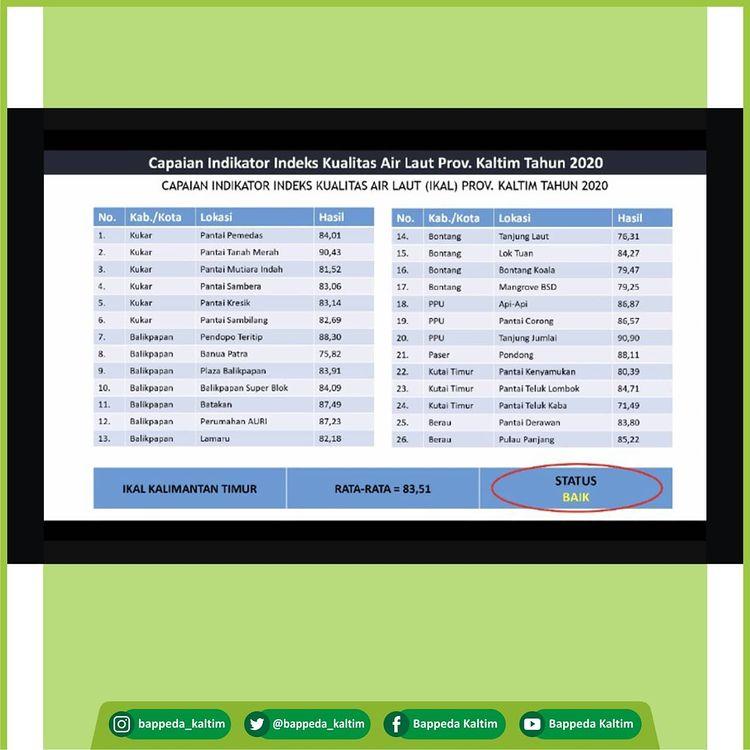 Capaian Indikator Indeks Kualitas Air Laut Prov. Kaltim Tahun 2020
CAPAIAN INDIKATOR INDEKS KUALITAS AIR LAUT (IKAL) PROV. KALTIM TAHUN 2020
No. Kab./Kota Lokasi Hasil
1. Kukar Pantai Pemedas 84,01
2. Kukar Pantai Tanah Merah 90,43
3. Kukar Pantai Mutiara Indah 81,52
4. Kukar Pantai Sambera 83,06
5. Kukar Pantai Kresik 83,14
6. Kukar Pantai Sambilang 82,69
7. Balikpapan Pendopo Teritip 88,30
8. Balikpapan Banua Patra 75,82
9. Balikpapan Plaza Balikpapan 83,91
10. Balikpapan Balikpapan Super Blok 84,09
11. Balikpapan Batakan 87,49
12. Balikpapan Perumahan AURI 87,23
13. Balikpapan Lamaru 82,18
No. Kab./Kota Lokasi Hasil
14. Bontang Tanjung Laut 76,31
15. Bontang Lok Tuan 84,27
16. Bontang Bontang Koala 79,47
17. Bontang Mangrove BSD 79,25
18. PPU Api-Api 86,87
19. PPU Pantai Corong 86,57
20. PPU Tanjung Jumlai 90,90
21. Paser Pondong 88,11
22. Kutai Timur Pantai Kenyamukan 80,39
23. Kutai Timur Pantai Teluk Lombok 84,71
24. Kutai Timur Pantai Teluk Kaba 71,49
25. Berau Pantai Derawan 83,80
26. Berau Pulau Panjang 85,22
IKAL KALIMANTAN TIMUR
RATA-RATA = 83,51
STATUS
BAIK
bappeda_kaltim
@bappeda_kaltim
Bappeda Kaltim
Bappeda Kaltim